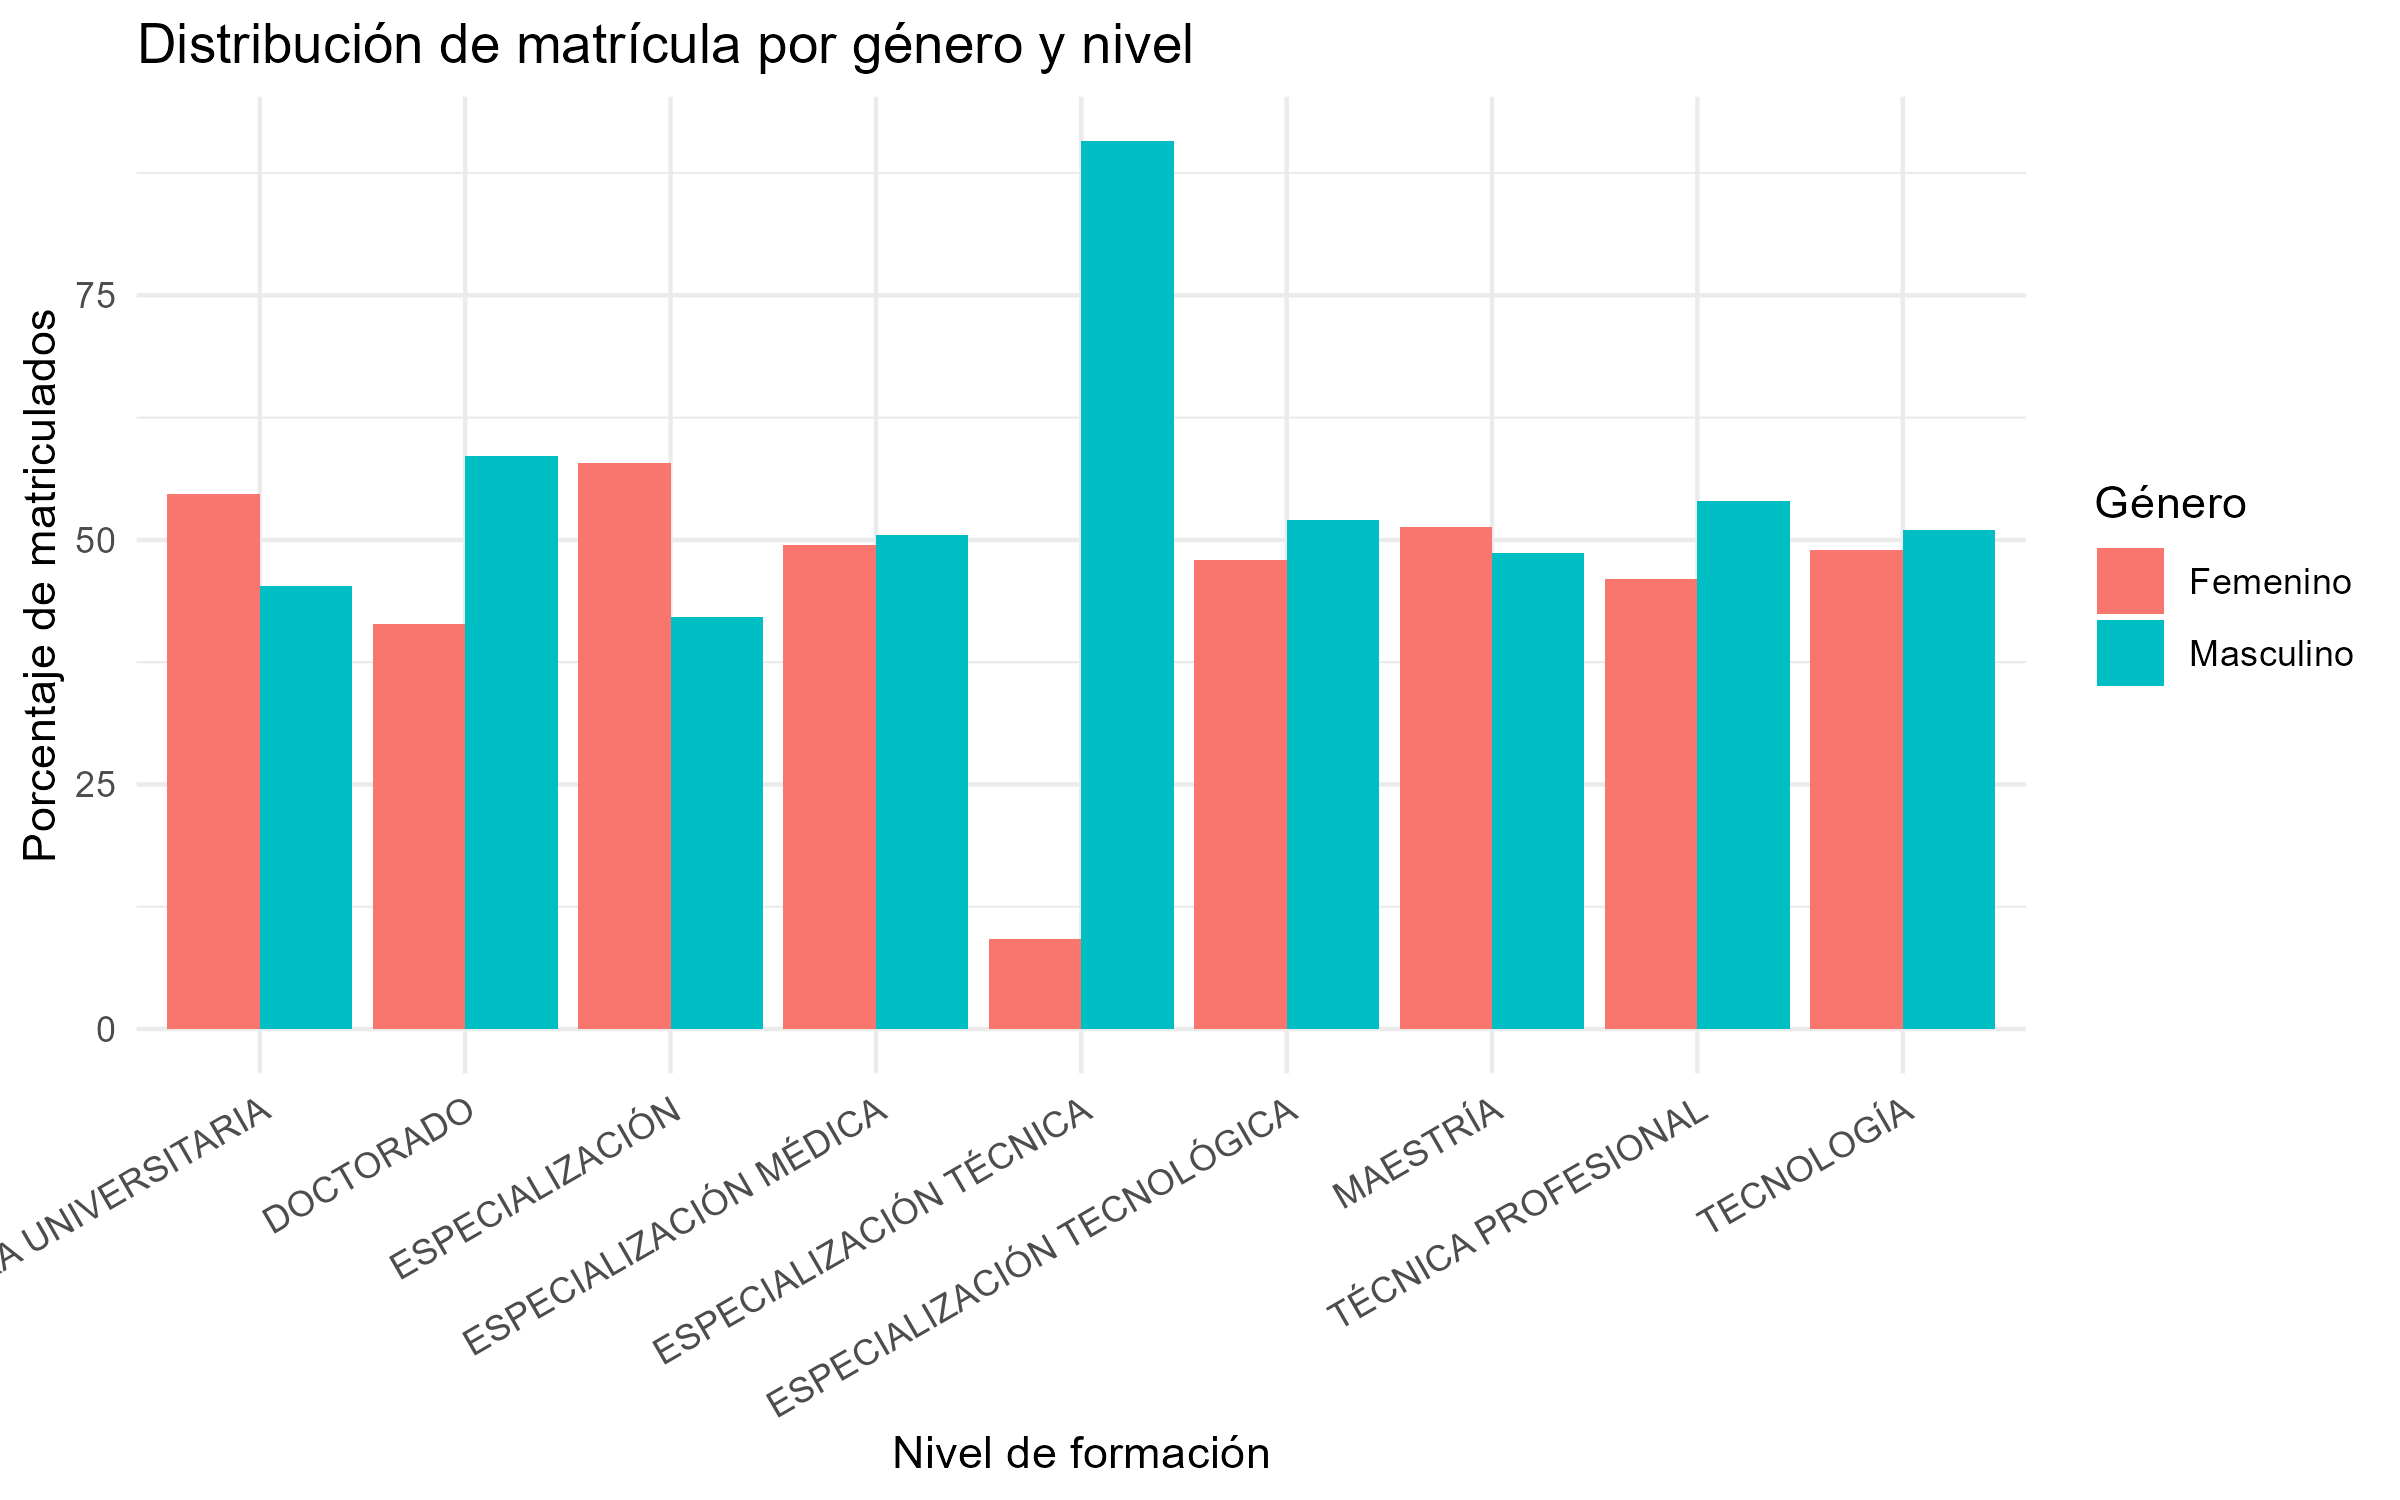 Distribución de matrícula por género y nivel
Porcentaje de matriculados
75
50
25
0
A UNIVERSITARIA
DOCTORADO
ESPECIALIZACIÓN
ESPECIALIZACIÓN MÉDICA
ESPECIALIZACIÓN TÉCNICA
ESPECIALIZACIÓN TECNOLÓGICA
MAESTRÍA
TÉCNICA PROFESIONAL
TECNOLOGÍA
Nivel de formación
Género
Femenino
Masculino